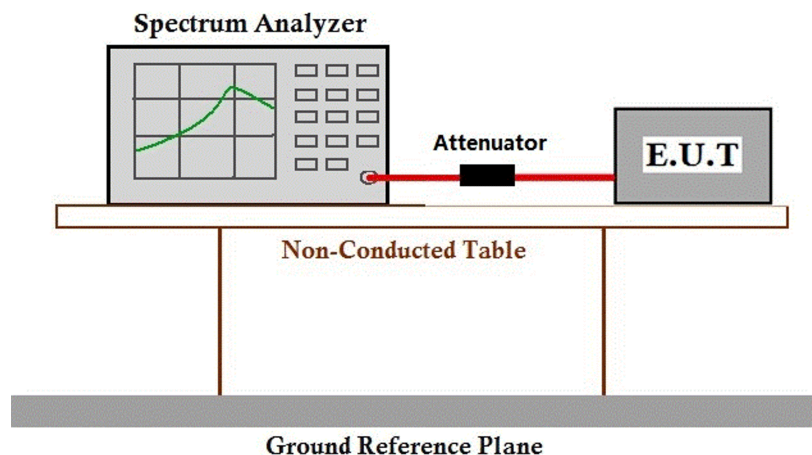 Spectrum Analyzer
Attenuator
E.U.T
Non-Conducted Table
Ground Reference Plane